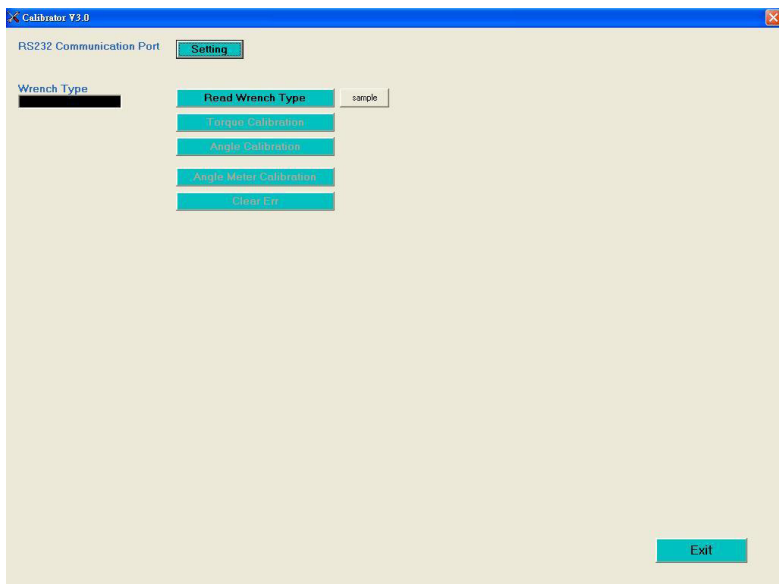 Calibrator V3.0
RS232 Communication Port
Setting
Wrench Type
Read Wrench Type
sample
Torque Calibration
Angle Calibration
Angle Meter Calibration
Clear Err
Exit